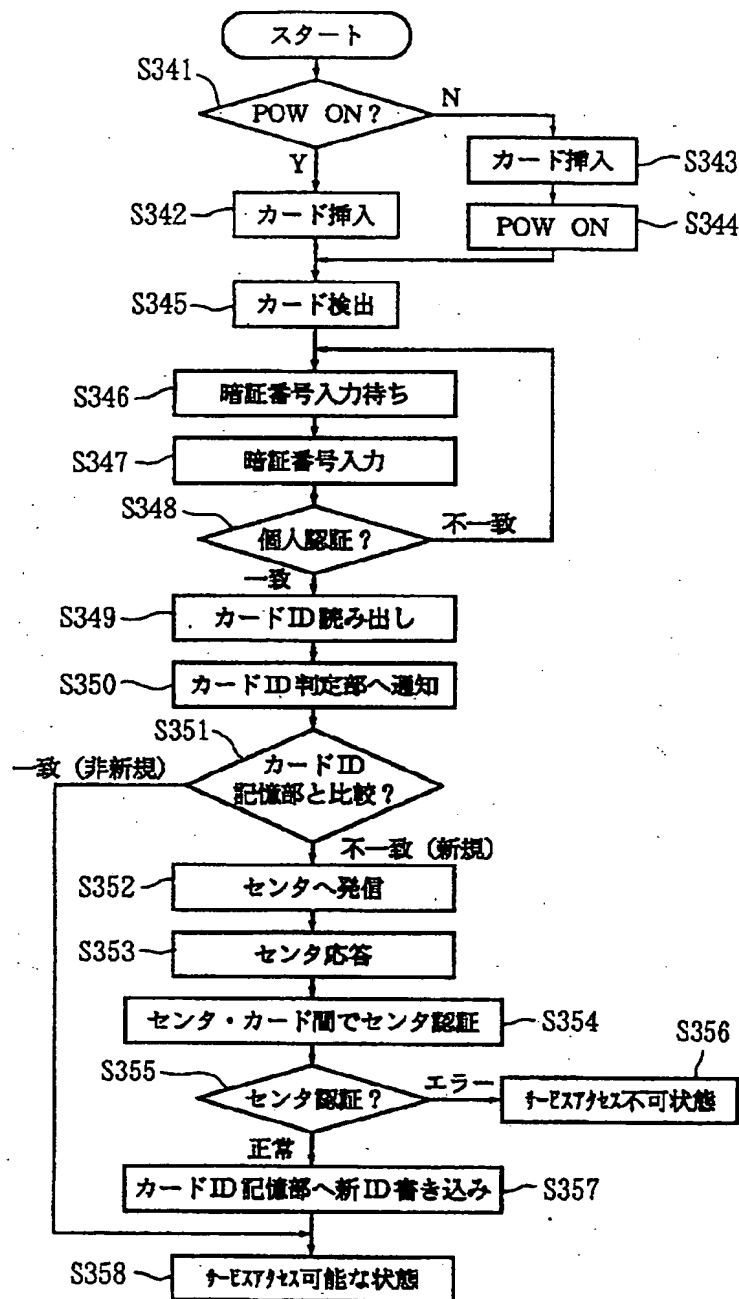 スタート
S341
POW ON?
N
Y
カード挿入
S343
S342
カード挿入
POW ON
S344
S345
カード検出
S346
暗証番号入力待ち
S347
暗証番号入力
S348
個人認証?
不一致
一致
S349
カードID読み出し
S350
カードID判定部へ通知
S351
一致(非新規)
カードID
記憶部と比較?
不一致(新規)
S352
センタへ発信
S353
センタ応答
センタ・カード間でセンタ認証
S354
S356
S355
センタ認証?
エラー
サービスアクセス不可状態
正常
カードID記憶部へ新ID書き込み
S357
S358
サービスアクセス可能な状態